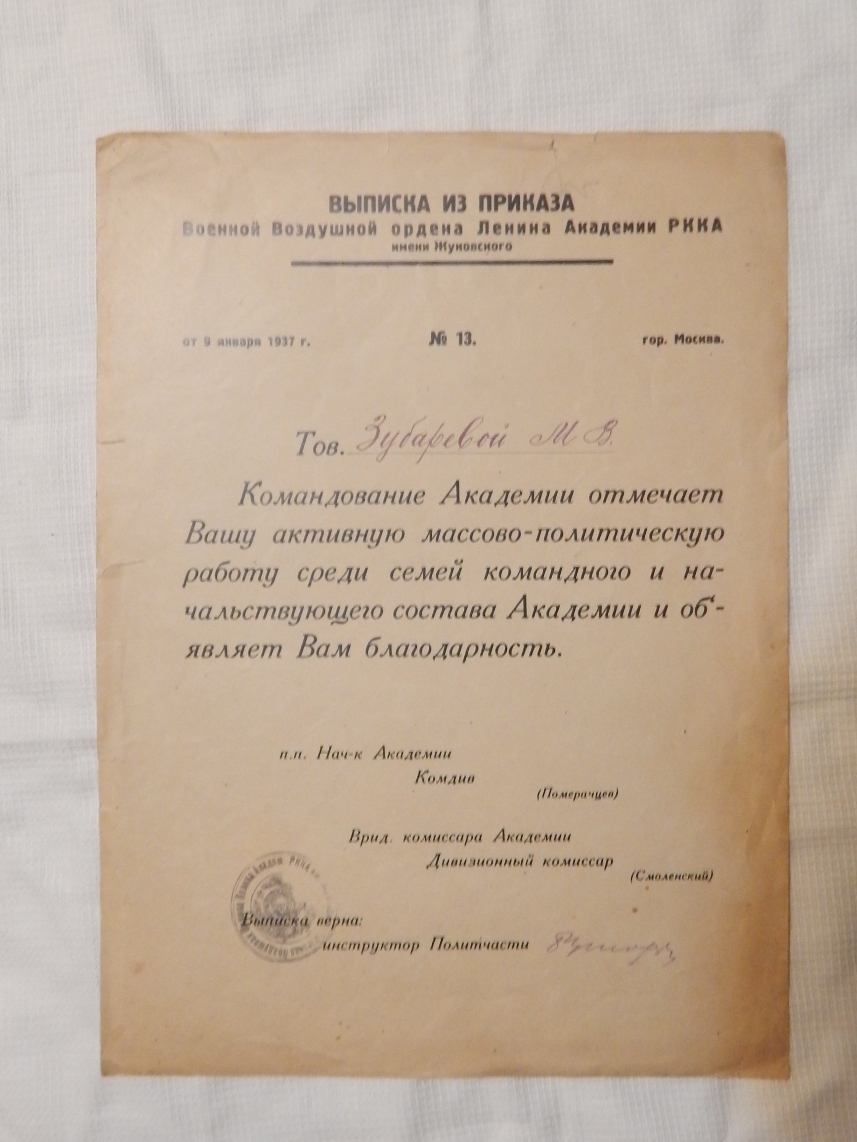 ВЫПИСКА ИЗ ПРИКАЗА
Военной Воздушной ордена Ленина Академии РККА
имени Жуковского
от 9 января 1937 г. № 13. гор. Москва.
Тов. Зубаревой М В.
Командование Академии отмечает
Вашу активную массово-политическую
работу среди семей командного и на-
чальствующего состава Академии и об‘-
являет Вам благодарность.
п.п. Нач-к Академии
Комдив
(Померачцев)
Врид. комиссара Академии
Дивизионный комиссар
(Смоленский)
Выписка верна:
инструктор Политчасти